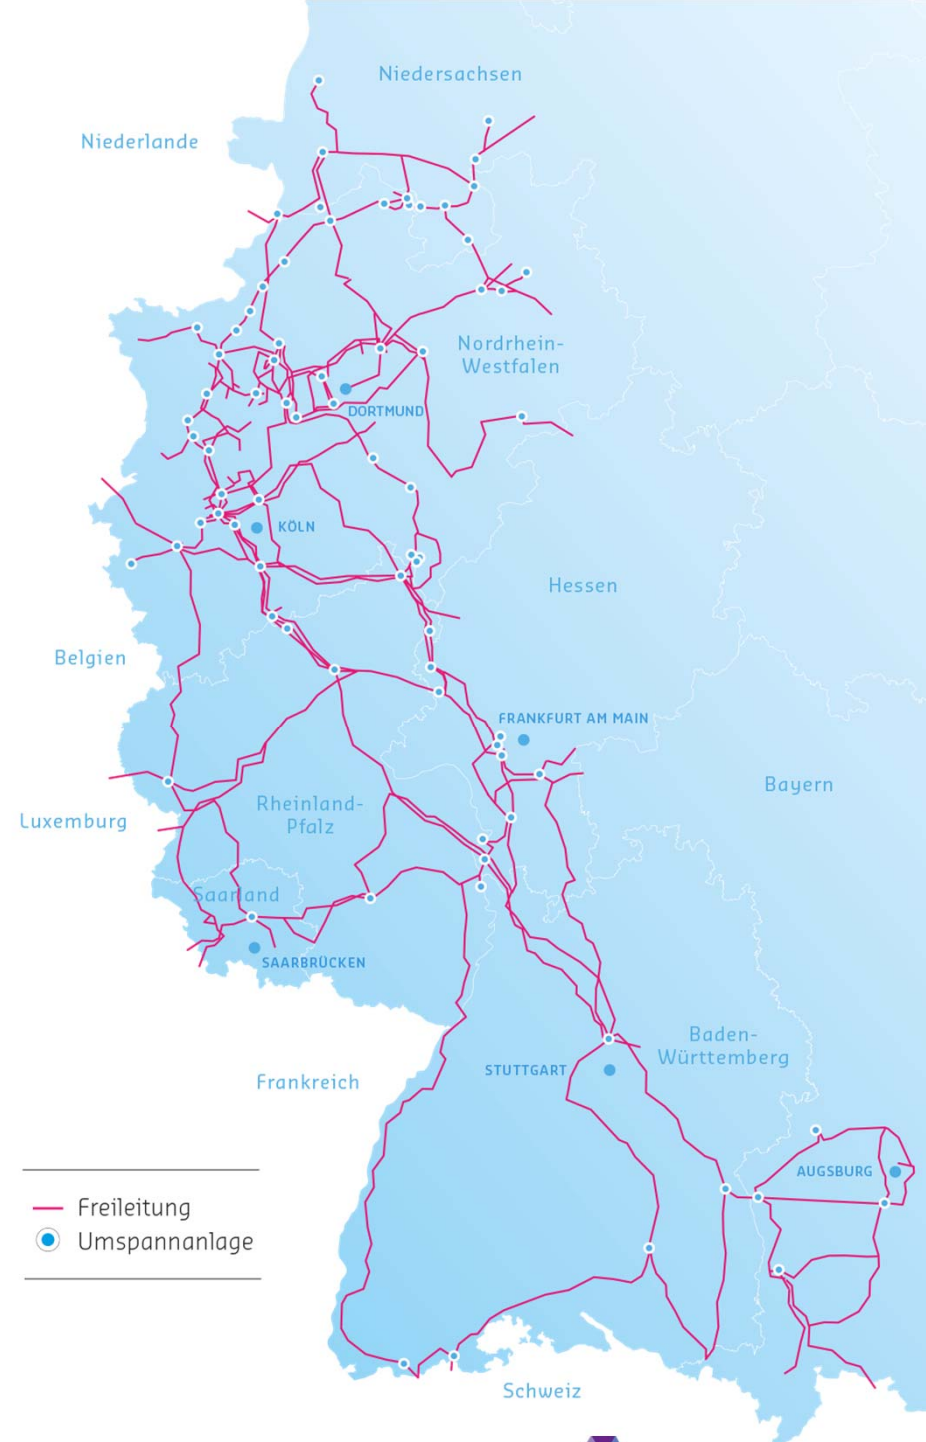 Niedersachsen
Niederlande
Nordrhein-
Westfalen
DORTMUND
KÖLN
Hessen
Belgien
FRANKFURT AM MAIN
Bayern
Rheinland-
Pfalz
Luxemburg
Saarland
SAARBRÜCKEN
Baden-
Württemberg
STUTTGART
Frankreich
AUGSBURG
Freileitung
Umspannanlage
Schweiz